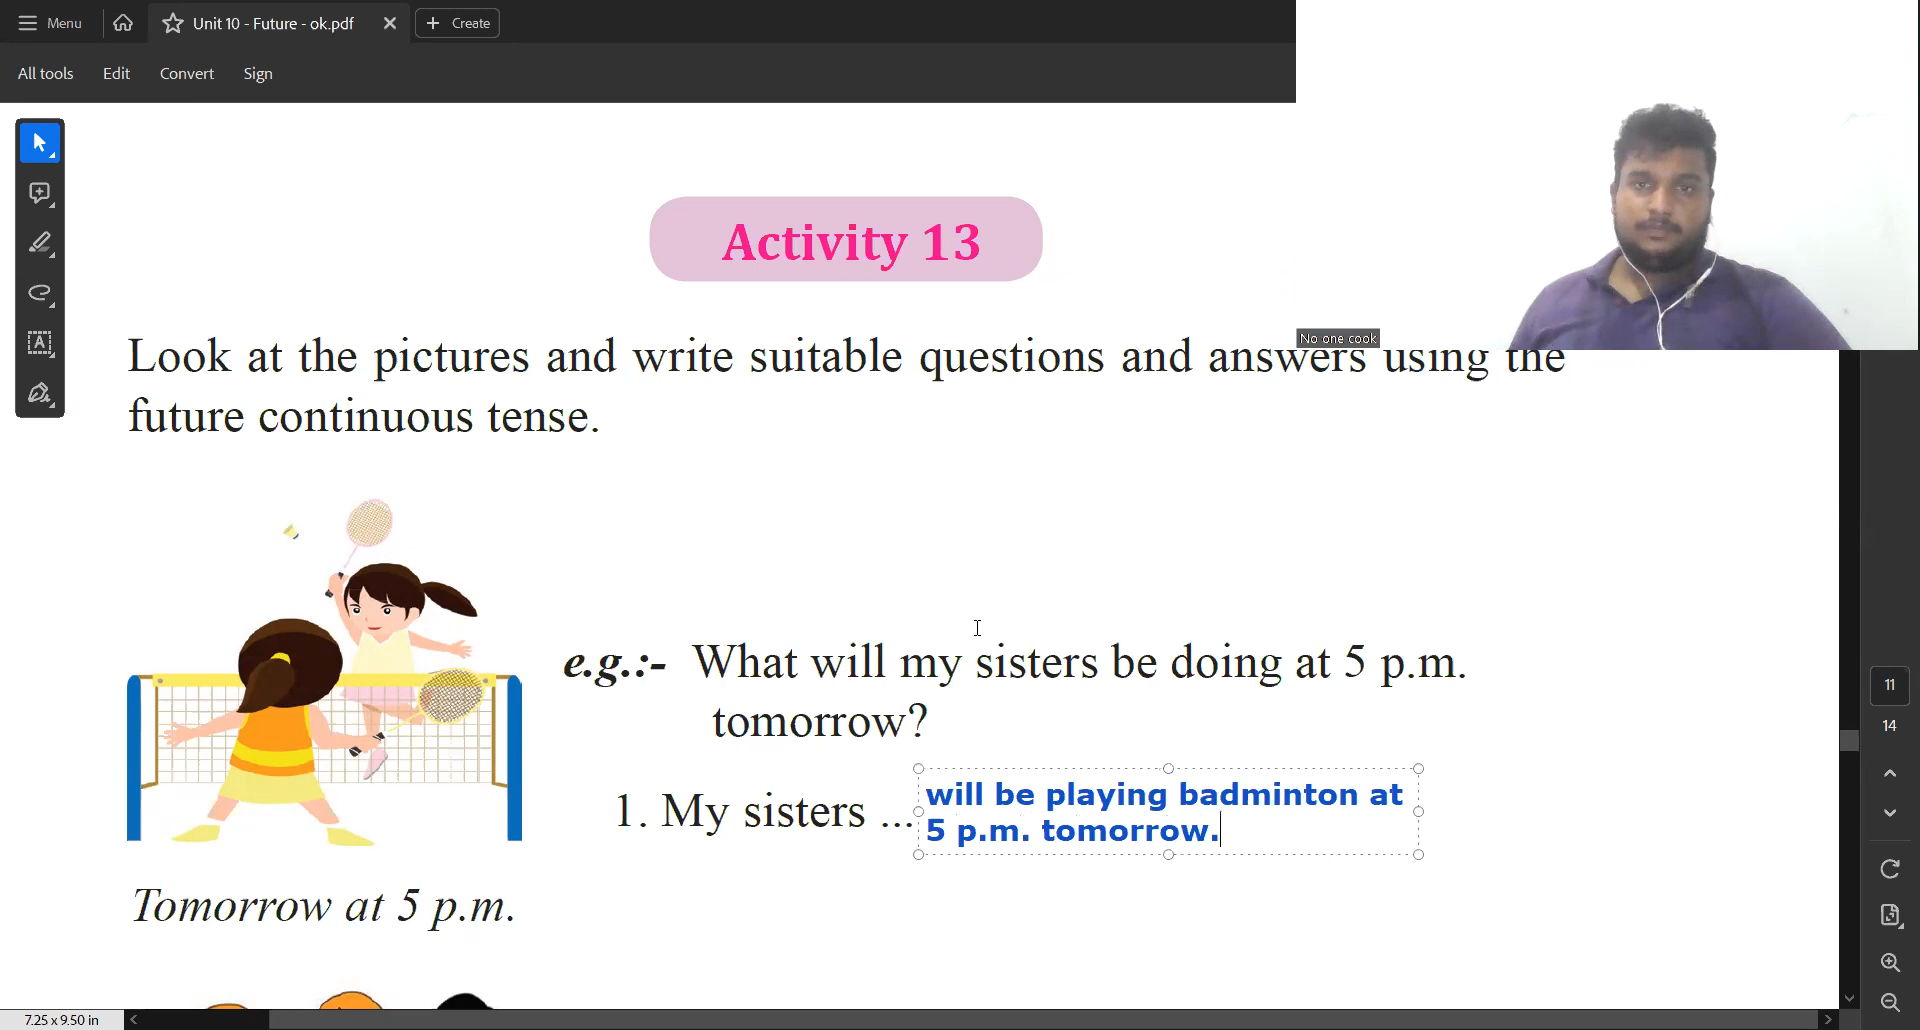 Menu
Unit 10 - Future - ok.pdf
Create
All tools Edit Convert Sign
No one cook
Activity 13
Look at the pictures and write suitable questions and answers using the
future continuous tense.
e.g.:- What will my sisters be doing at 5 p.m.
tomorrow?
1. My sisters ...
will be playing badminton at
5 p.m. tomorrow.
Tomorrow at 5 p.m.
11
14
7.25 x 9.50 in